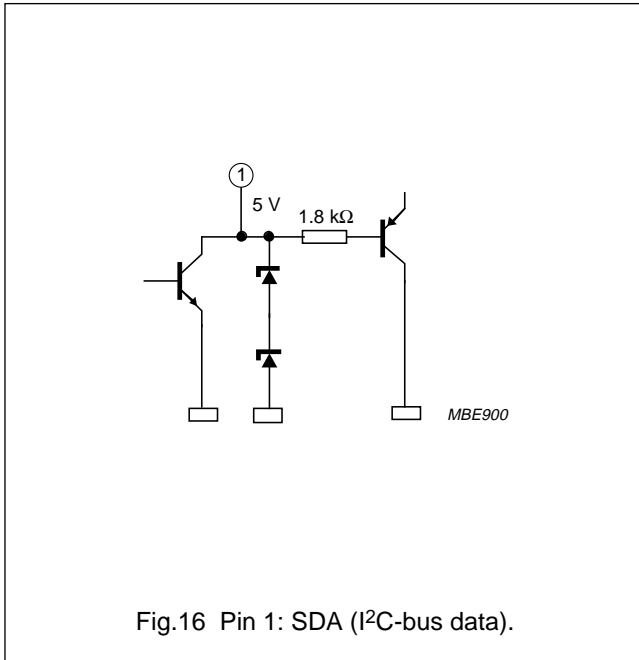 1
5 V
1.8 kΩ
MBE900
Fig.16 Pin 1: SDA (I²C-bus data).